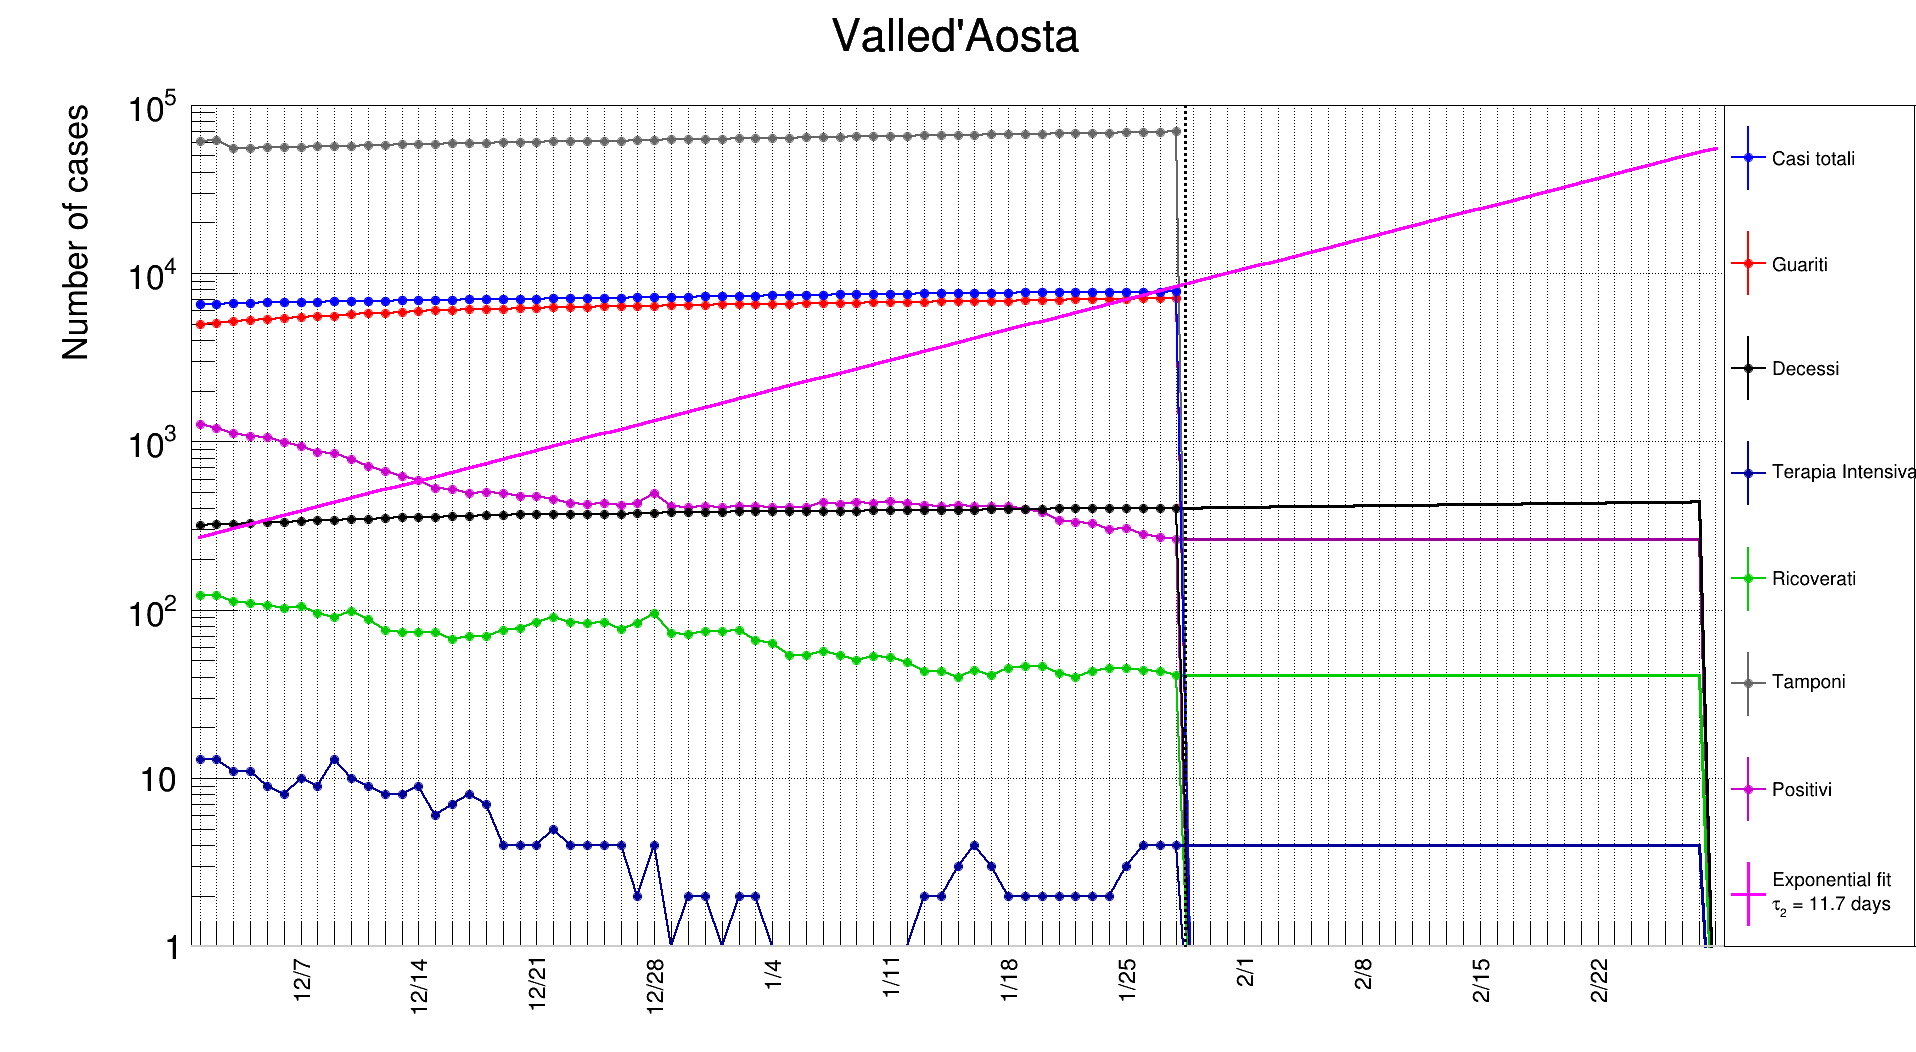 Valled'Aosta
Number of cases
10^5
10^4
10^3
10^2
10
1
12/7
12/14
12/21
12/28
1/4
1/11
1/18
1/25
2/1
2/8
2/15
2/22
Casi totali
Guariti
Decessi
Terapia Intensiva
Ricoverati
Tamponi
Positivi
Exponential fit
τ₂ = 11.7 days